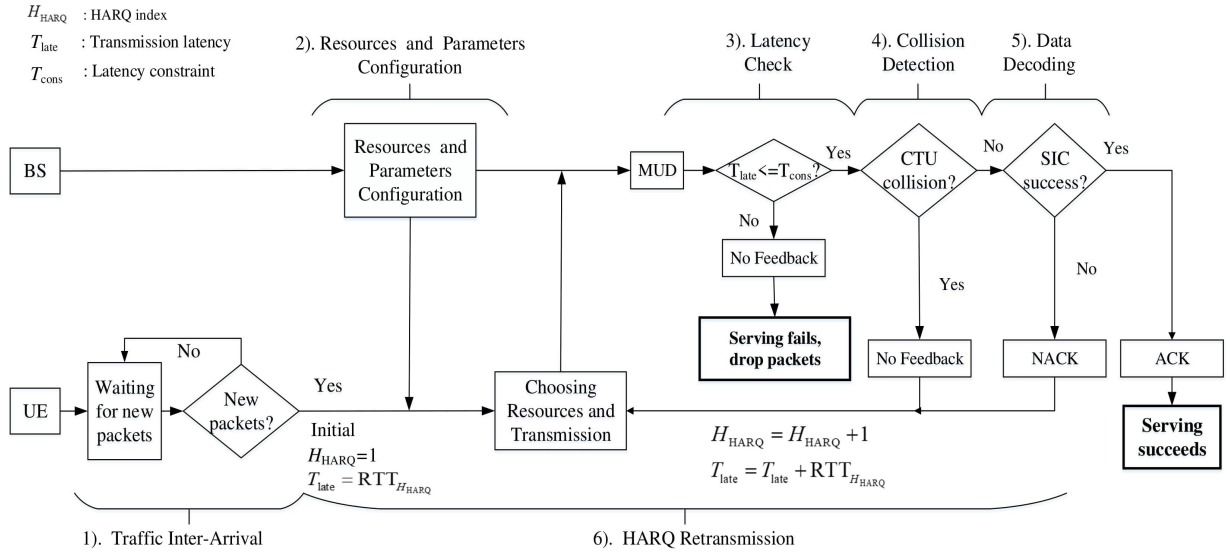 H_HARQ : HARQ index
T_late : Transmission latency
T_cons : Latency constraint
2). Resources and Parameters
Configuration
3). Latency
Check
4). Collision
Detection
5). Data
Decoding
BS
Resources and
Parameters
Configuration
MUD
T_late<=T_cons?
Yes
CTU
collision?
No
SIC
success?
Yes
No
No Feedback
Yes
No
Serving fails,
drop packets
No Feedback
NACK
ACK
No
UE
Waiting
for new
packets
New
packets?
Yes
Initial
H_HARQ=1
T_late = RTT_H_HARQ
Choosing
Resources and
Transmission
H_HARQ = H_HARQ +1
T_late = T_late + RTT_H_HARQ
Serving
succeeds
1). Traffic Inter-Arrival
6). HARQ Retransmission